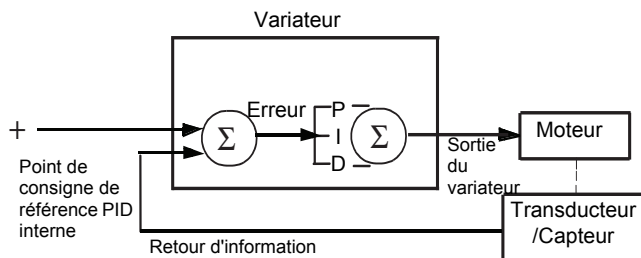 Variateur
+
Point de
consigne de
référence PID
interne
Σ
Erreur
P
I
D
Σ
Sortie
du
variateur
Moteur
Transducteur
/Capteur
Retour d'information